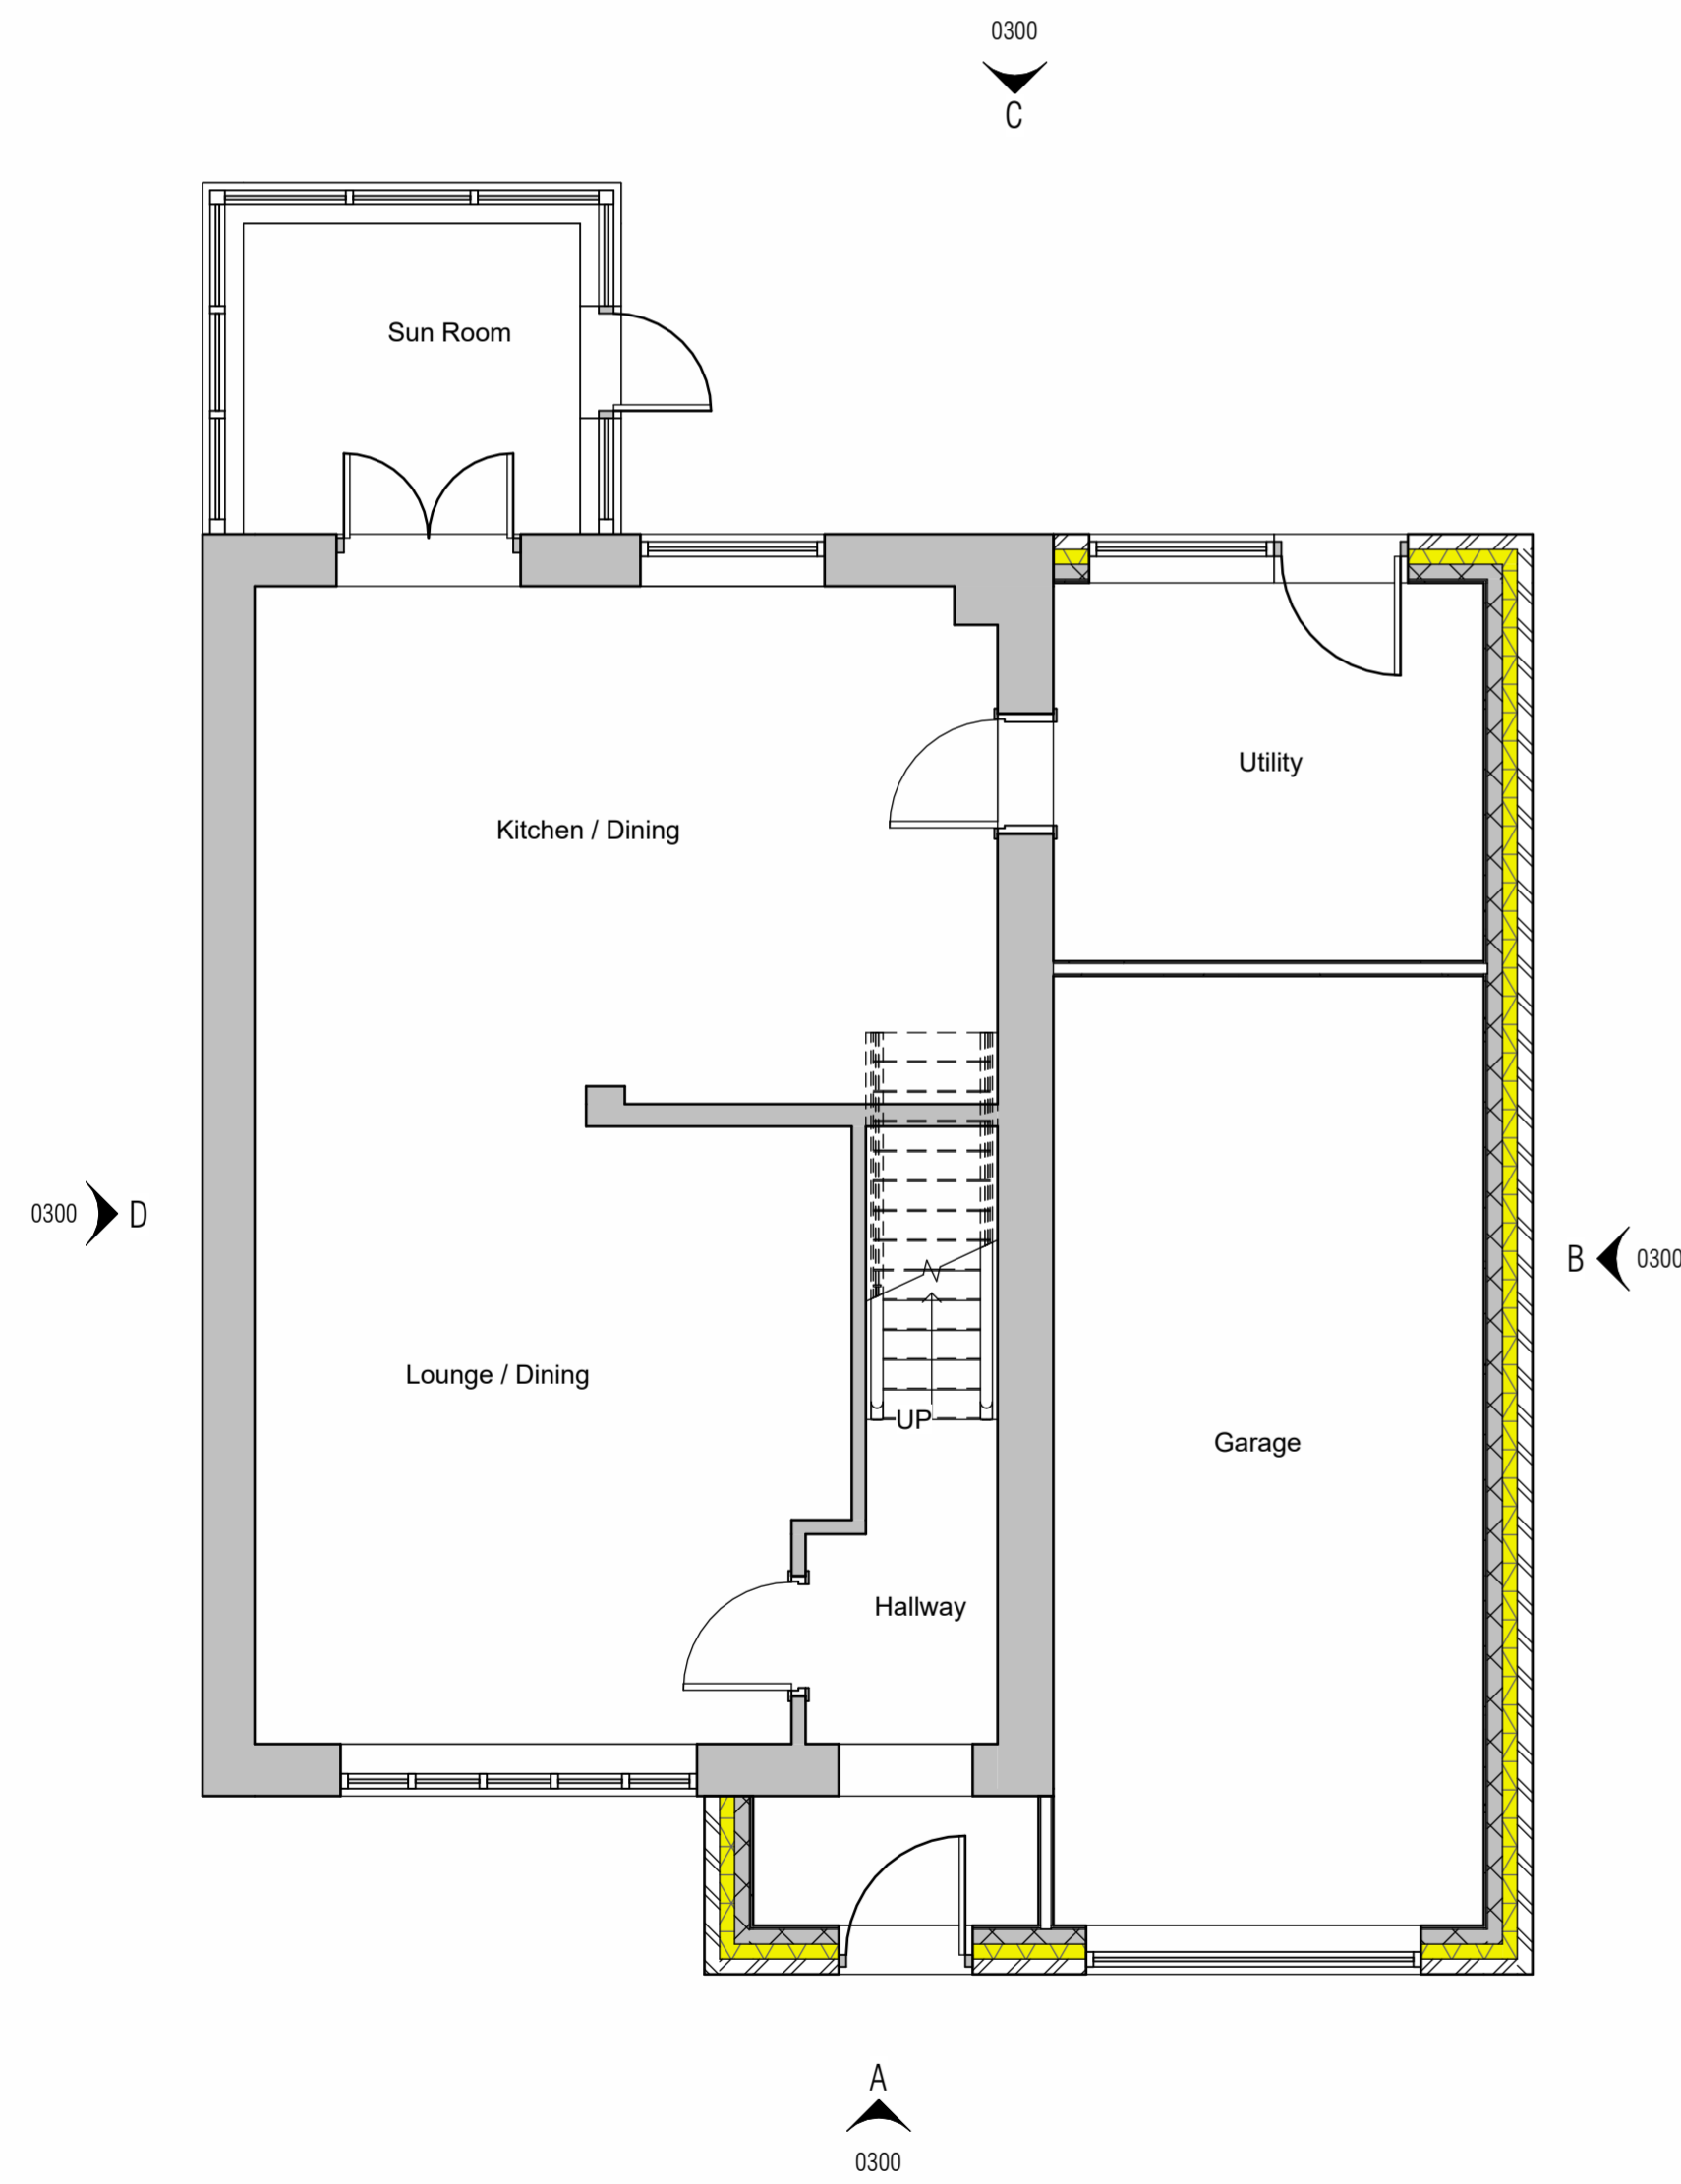 0300
C
Sun Room
Utility
Kitchen / Dining
0300
D
B
0300
Lounge / Dining
UP
Garage
Hallway
A
0300